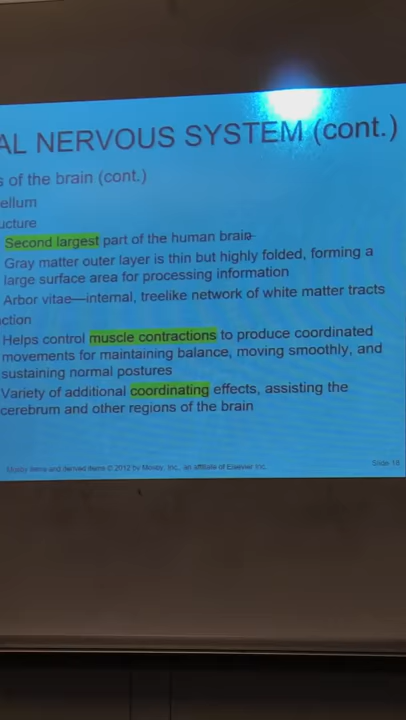 AL NERVOUS SYSTEM (cont.)
s of the brain (cont.)
ellum
ucture
Second largest part of the human brain
Gray matter outer layer is thin but highly folded, forming a
large surface area for processing information
Arbor vitae—internal, treelike network of white matter tracts
ction
Helps control muscle contractions to produce coordinated
movements for maintaining balance, moving smoothly, and
sustaining normal postures
Variety of additional coordinating effects, assisting the
cerebrum and other regions of the brain
Mosby items and derived items © 2012 by Mosby, Inc., an affiliate of Elsevier Inc.
Slide 18